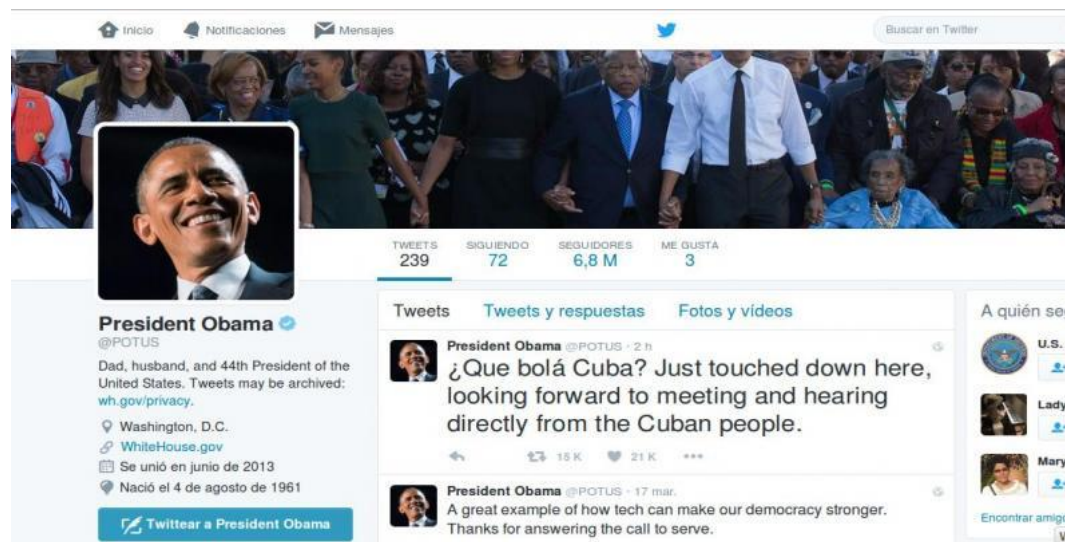 Inicio Notificaciones Mensajes Buscar en Twitter
TWEETS SIGUIENDO SEGUIDORES ME GUSTA
239 72 6,8 M 3
President Obama
@POTUS
Dad, husband, and 44th President of the
United States. Tweets may be archived:
wh.gov/privacy.
Washington, D.C.
WhiteHouse.gov
Se unió en junio de 2013
Nació el 4 de agosto de 1961
Twittear a President Obama
Tweets Tweets y respuestas Fotos y vídeos
President Obama @POTUS · 2 h
¿Que bolá Cuba? Just touched down here,
looking forward to meeting and hearing
directly from the Cuban people.
15 K 21 K
President Obama @POTUS · 17 mar.
A great example of how tech can make our democracy stronger.
Thanks for answering the call to serve.
A quién se
U.S.
Lady
Mary
Encontrar amigo